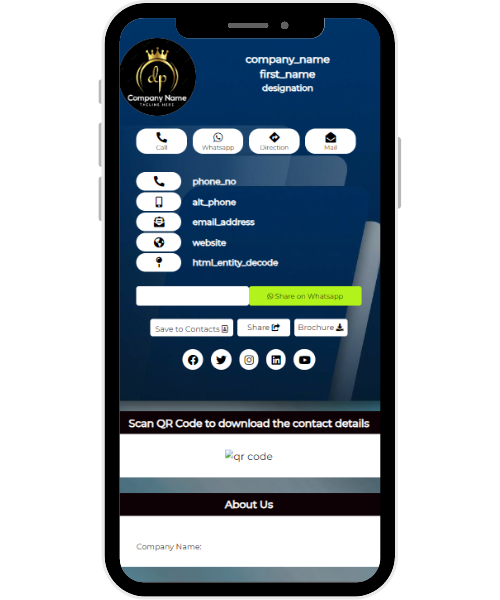 dp
Company Name
TAGLINE HERE
company_name
first_name
designation
Call
Whatsapp
Direction
Mail
phone_no
alt_phone
email_address
website
html_entity_decode
Share on Whatsapp
Save to Contacts
Share
Brochure
Scan QR Code to download the contact details
qr code
About Us
Company Name: